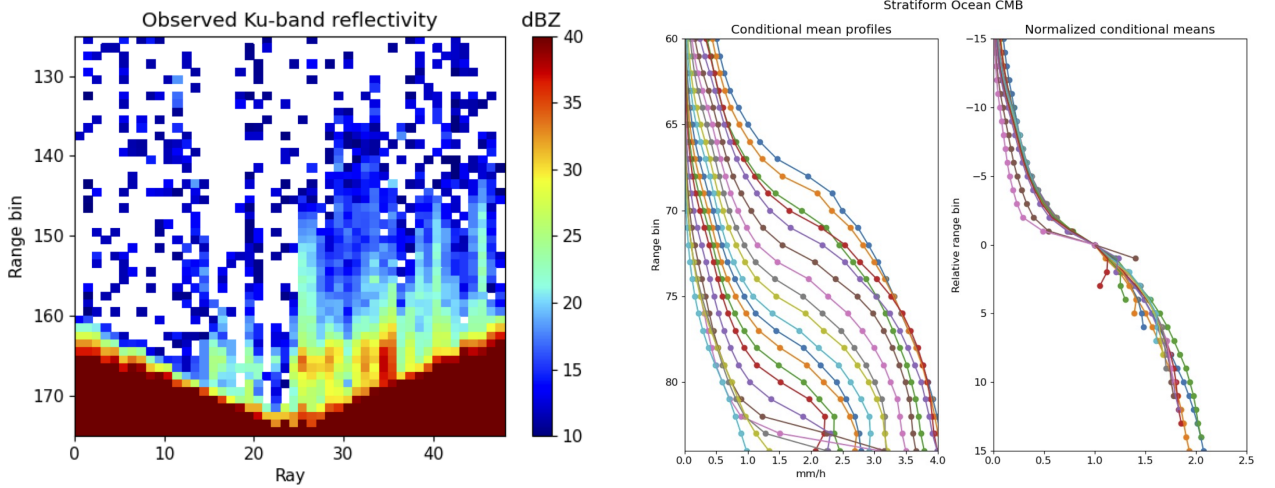 Observed Ku-band reflectivity
dBZ
Range bin
130
140
150
160
170
0 10 20 30 40
Ray
40
35
30
25
20
15
10
Stratiform Ocean CMB
Conditional mean profiles
Range bin
60
65
70
75
80
0.0 0.5 1.0 1.5 2.0 2.5 3.0 3.5 4.0
mm/h
Normalized conditional means
Relative range bin
−15
−10
−5
0
5
10
15
0.0 0.5 1.0 1.5 2.0 2.5